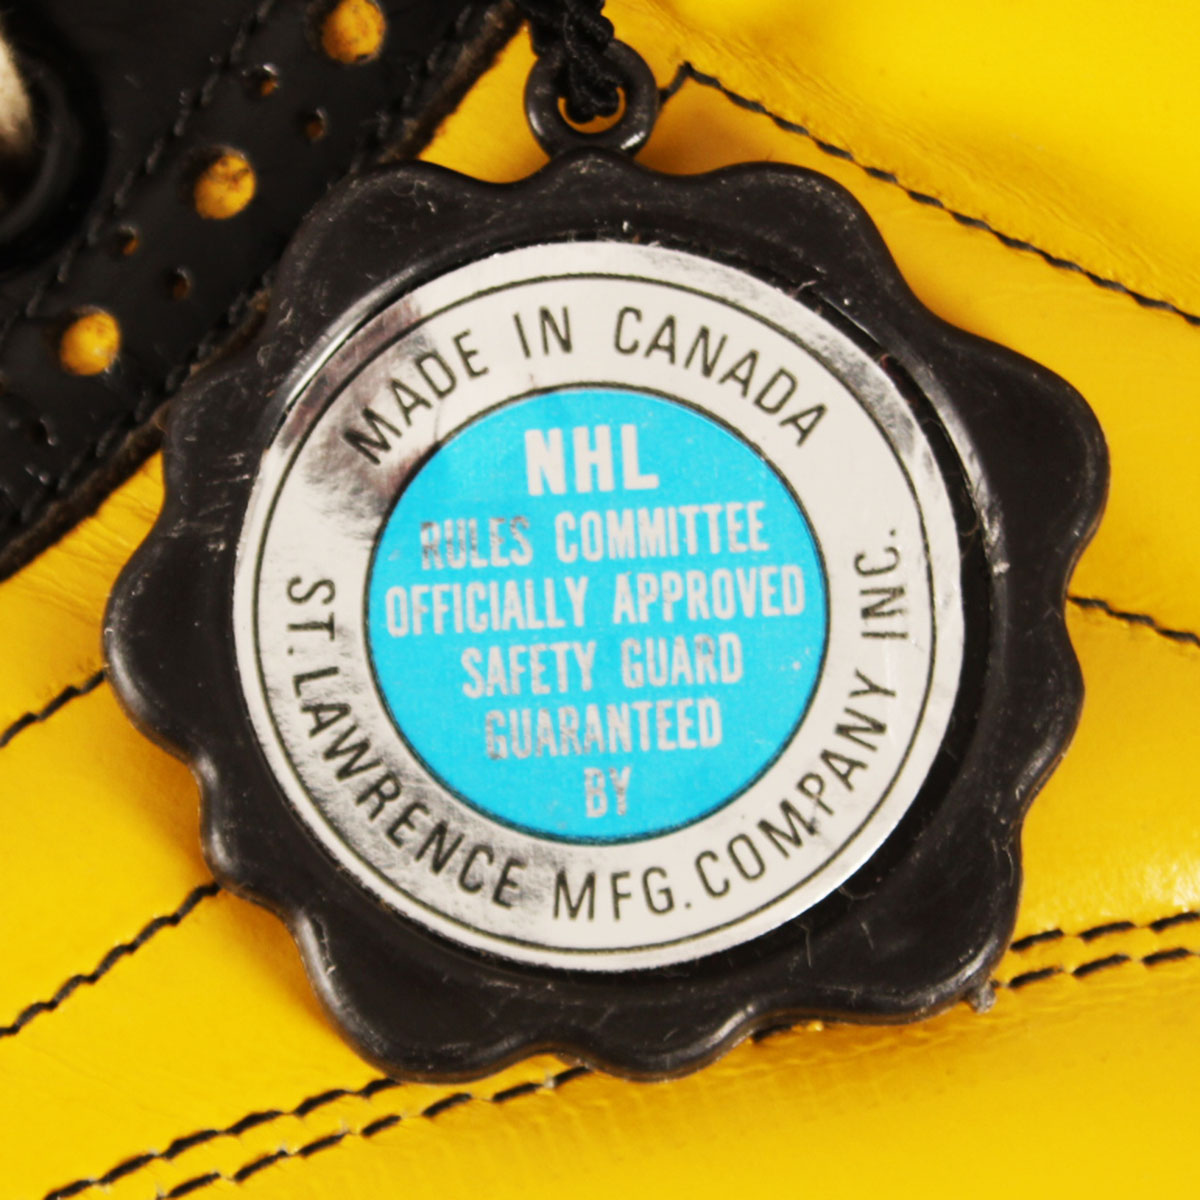 MADE IN CANADA
NHL
RULES COMMITTEE
OFFICIALLY APPROVED
SAFETY GUARD
GUARANTEED
BY
ST. LAWRENCE MFG. COMPANY INC.